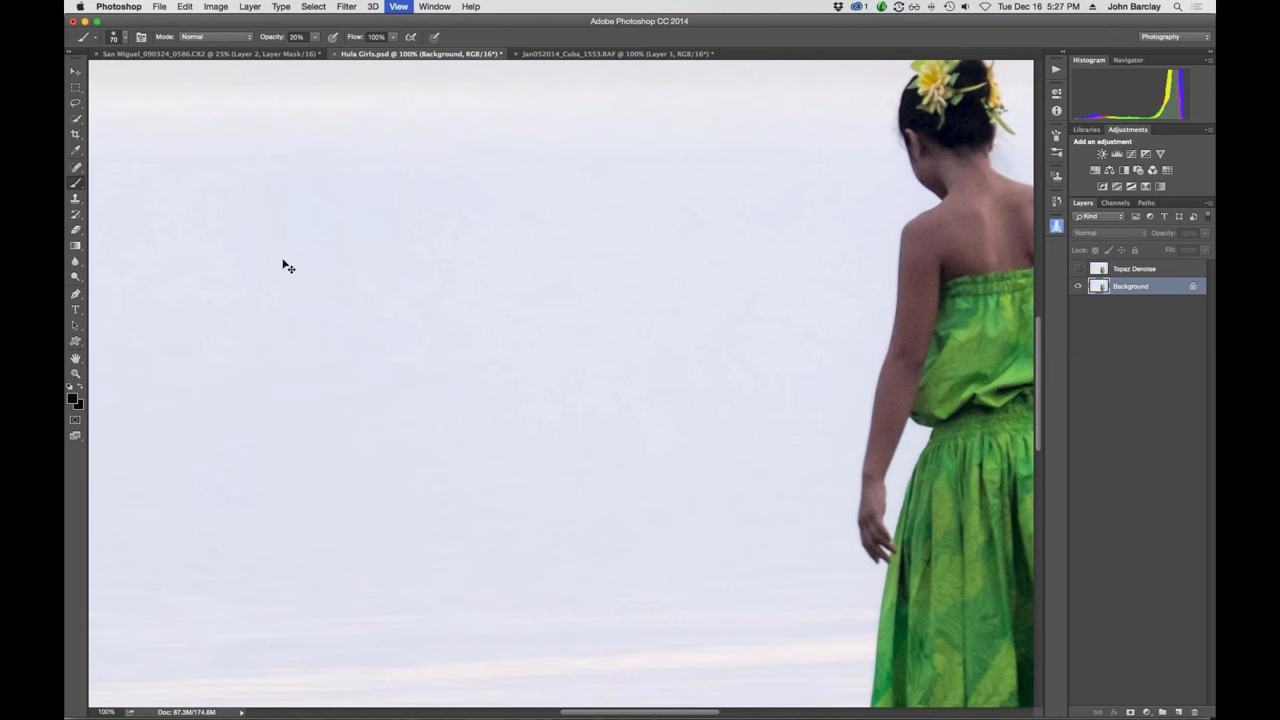 Photoshop File Edit Image Layer Type Select Filter 3D View Window Help 1 Tue Dec 16 5:27 PM John Barclay
Adobe Photoshop CC 2014
70 Mode: Normal Opacity: 20% Flow: 100% Photography
× San Miguel_090324_0586.CR2 @ 25% (Layer 2, Layer Mask/16) * × Hula Girls.psd @ 100% (Background, RGB/16*) * × Jan052014_Cuba_1553.RAF @ 100% (Layer 1, RGB/16*) *
Histogram Navigator
Libraries Adjustments
Add an adjustment
Layers Channels Paths
Kind
Normal Opacity: 100%
Lock: Fill: 100%
Topaz Denoise
Background
100% Doc: 87.3M/174.6M